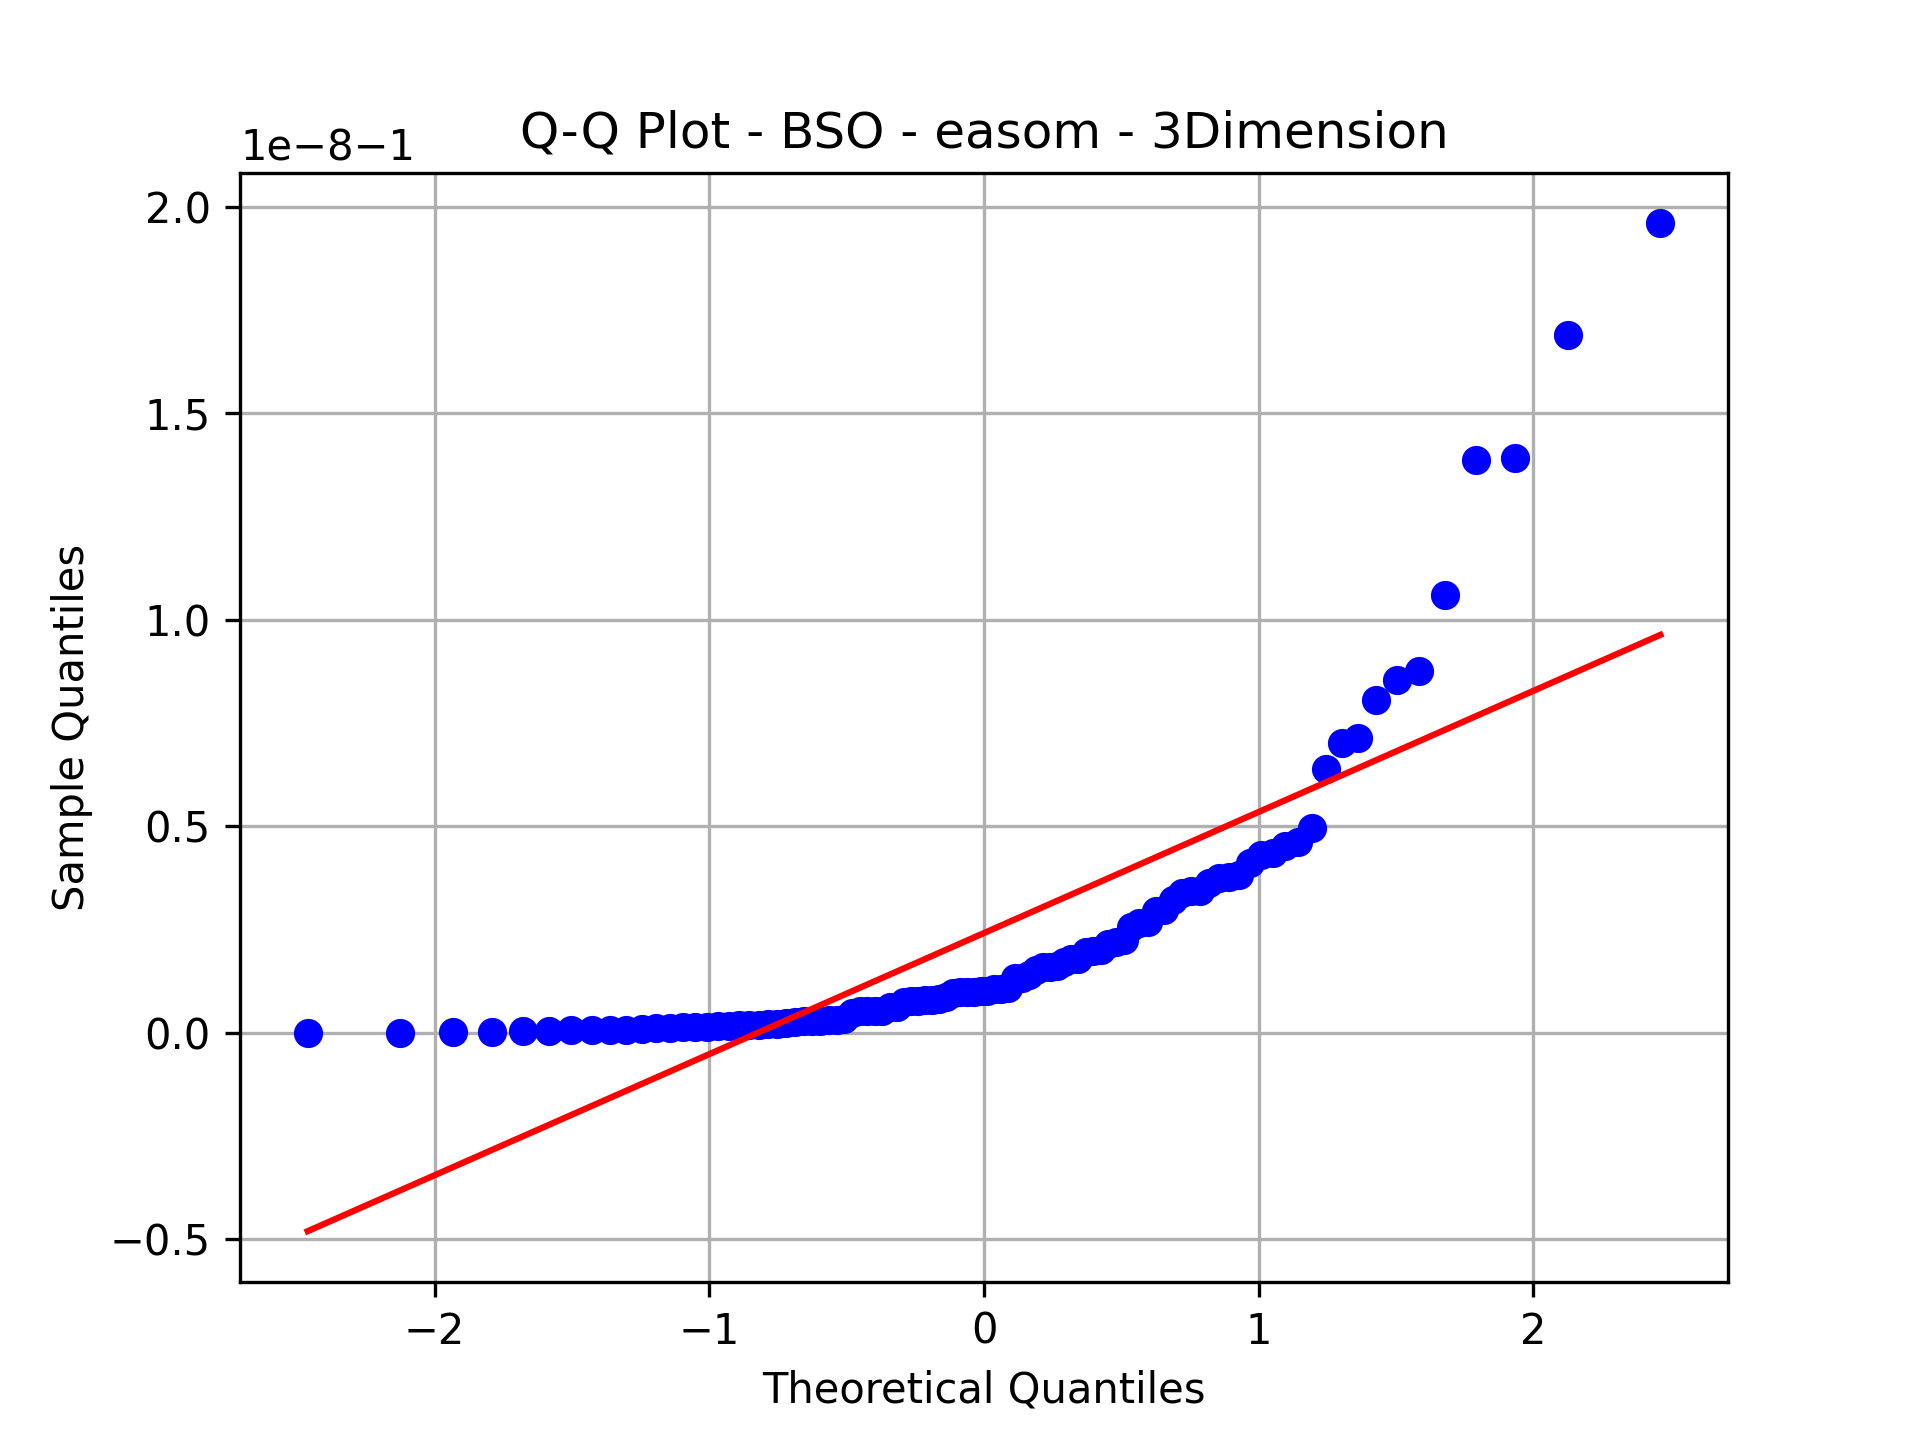 Q-Q Plot - BSO - easom - 3Dimension
1e−8−1
2.0
1.5
1.0
0.5
0.0
−0.5
Sample Quantiles
−2
−1
0
1
2
Theoretical Quantiles